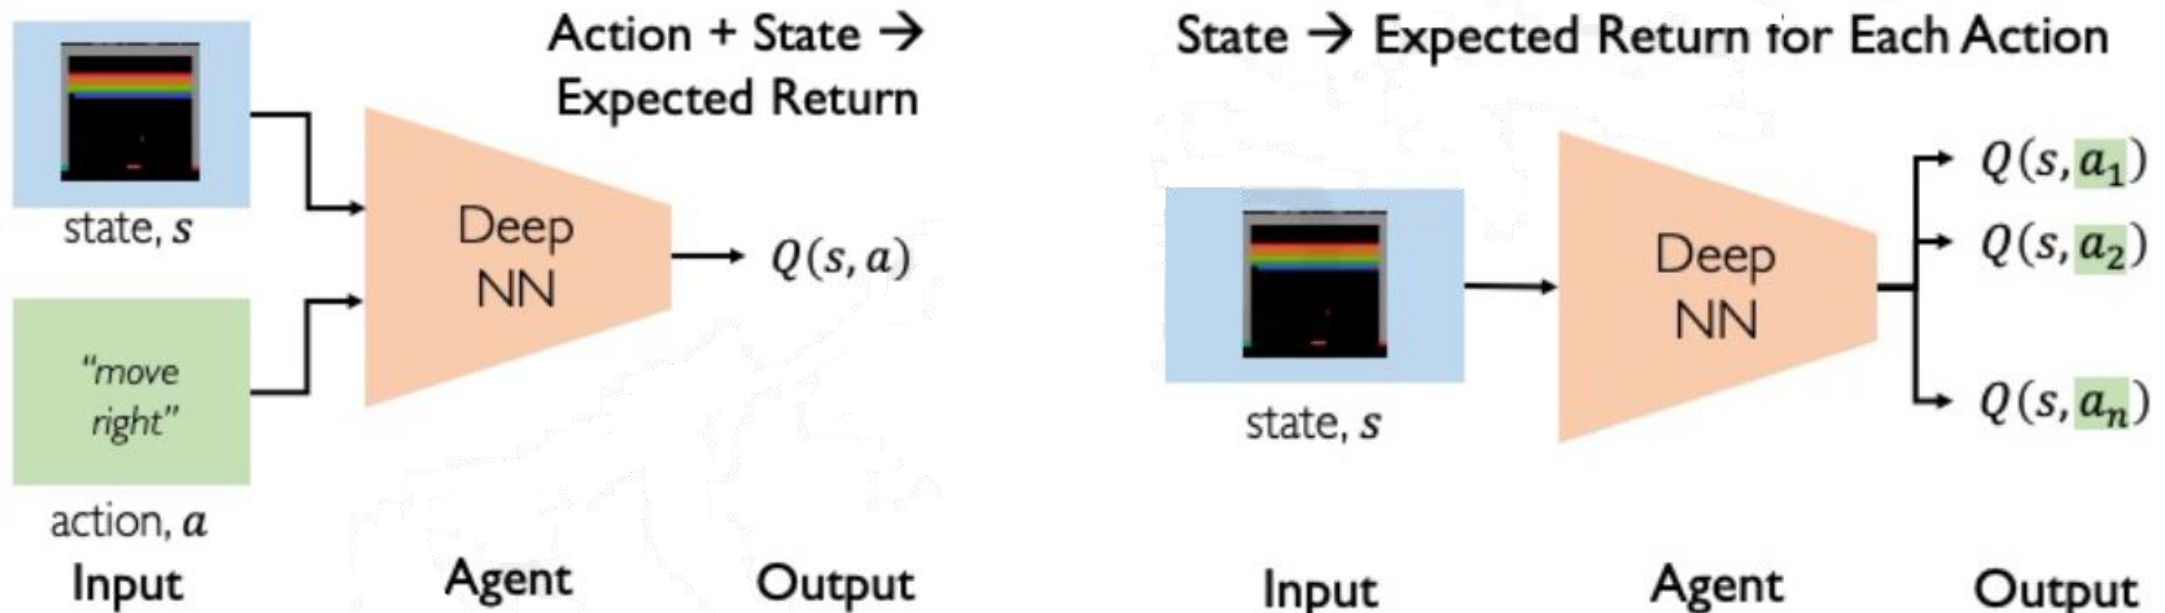 Action + State →
Expected Return
state, s
"move
right"
action, a
Deep
NN
Q(s, a)
Input
Agent
Output
State → Expected Return for Each Action
state, s
Deep
NN
Q(s, a₁)
Q(s, a₂)
Q(s, aₙ)
Input
Agent
Output